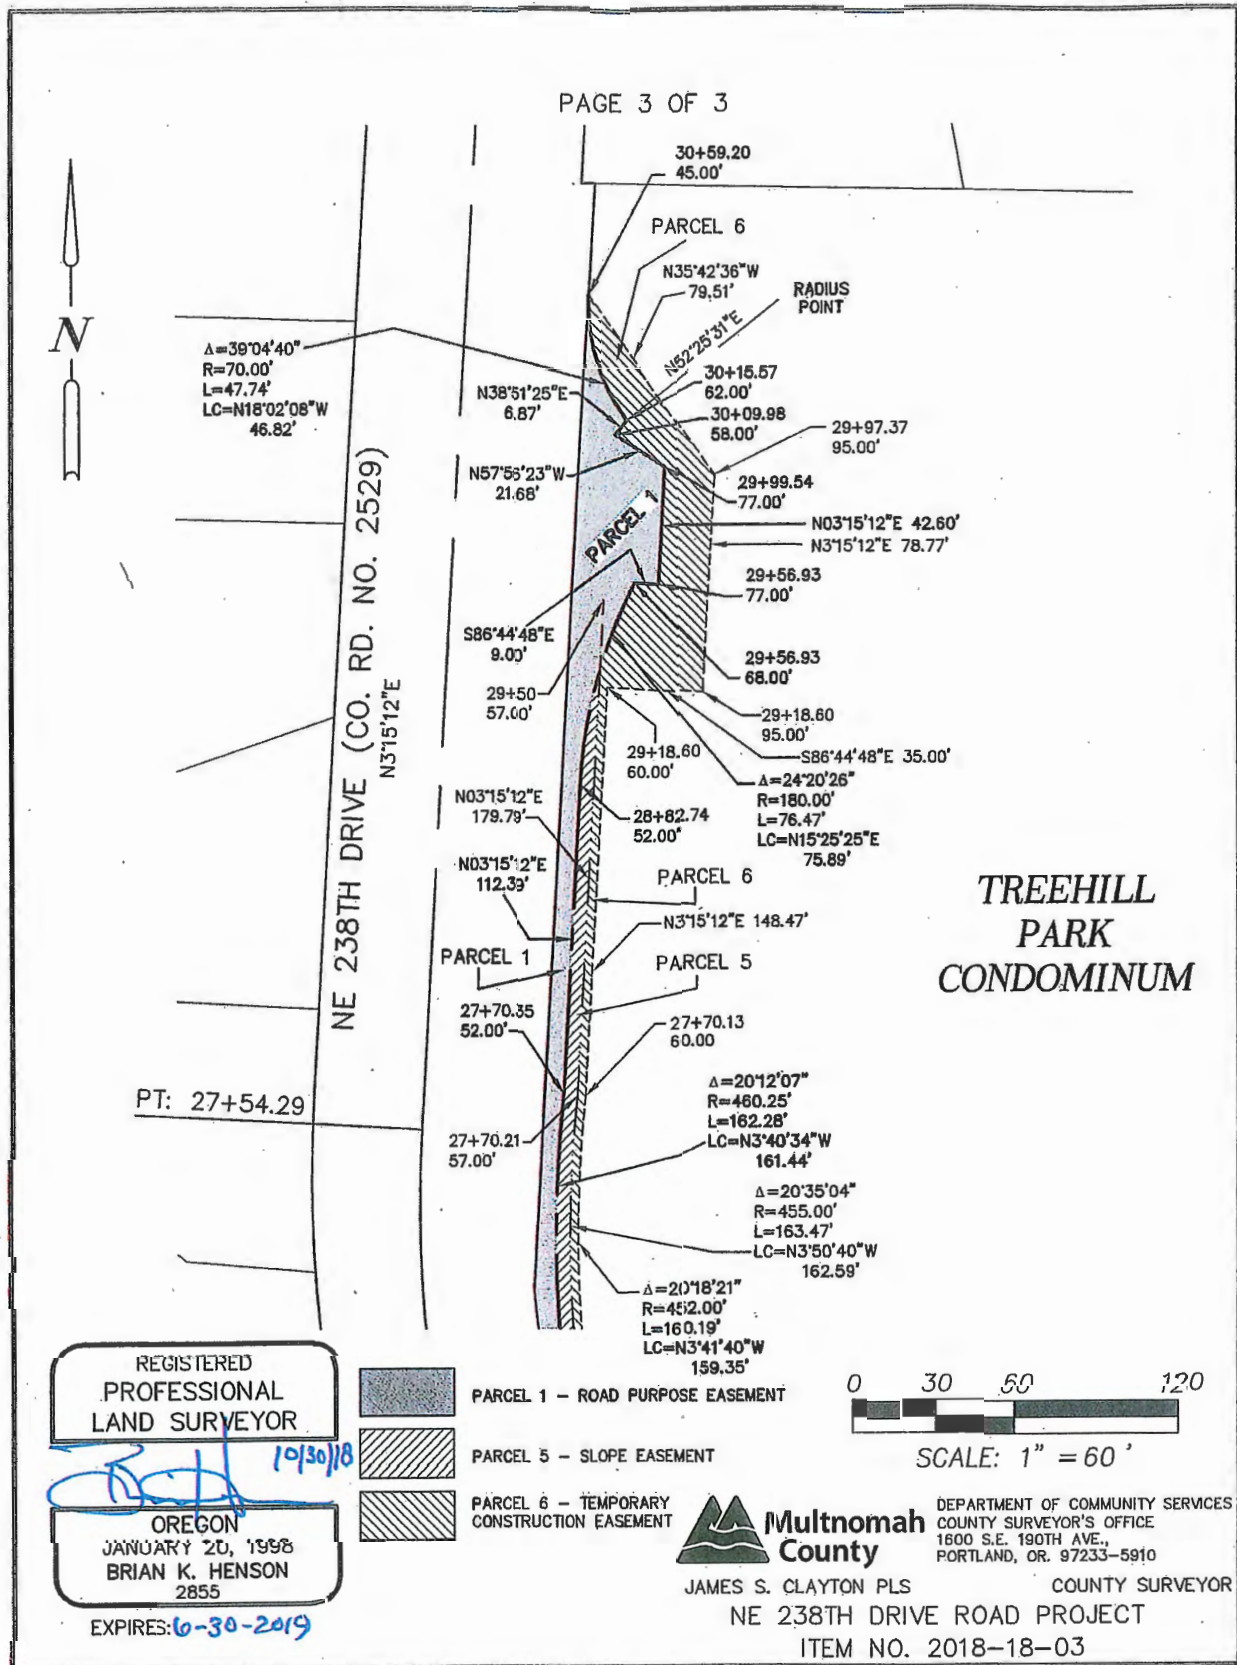 PAGE 3 OF 3
30+59.20
45.00'
PARCEL 6
N35°42'36"W
79.51'
RADIUS
POINT
N52°25'31"E
Δ=39°04'40"
R=70.00'
L=47.74'
LC=N18°02'08"W
46.82'
N
N38°51'25"E
6.87'
30+15.57
62.00'
30+09.98
58.00'
29+97.37
95.00'
N57°56'23"W
21.68'
29+99.54
77.00'
PARCEL 1
N03°15'12"E 42.60'
N3°15'12"E 78.77'
29+56.93
77.00'
S86°44'48"E
9.00'
29+56.93
68.00'
29+50
57.00'
29+18.60
95.00'
29+18.60
60.00'
S86°44'48"E 35.00'
NE 238TH DRIVE (CO. RD. NO. 2529)
N3°15'12"E
Δ=24°20'26"
R=180.00'
L=76.47'
LC=N15°25'25"E
75.89'
N03°15'12"E
179.79'
28+82.74
52.00'
N03°15'12"E
112.39'
PARCEL 6
N3°15'12"E 148.47'
TREEHILL
PARK
CONDOMINUM
PARCEL 1
PARCEL 5
27+70.35
52.00'
27+70.13
60.00
PT: 27+54.29
27+70.21
57.00'
Δ=20°12'07"
R=460.25'
L=162.28'
LC=N3°40'34"W
161.44'
Δ=20°35'04"
R=455.00'
L=163.47'
LC=N3°50'40"W
162.59'
Δ=20°18'21"
R=452.00'
L=160.19'
LC=N3°41'40"W
159.35'
REGISTERED
PROFESSIONAL
LAND SURVEYOR
10/30/18
OREGON
JANUARY 20, 1998
BRIAN K. HENSON
2855
EXPIRES: 6-30-2019
PARCEL 1 - ROAD PURPOSE EASEMENT
PARCEL 5 - SLOPE EASEMENT
PARCEL 6 - TEMPORARY
CONSTRUCTION EASEMENT
0 30 60 120
SCALE: 1" = 60'
Multnomah
County
DEPARTMENT OF COMMUNITY SERVICES
COUNTY SURVEYOR'S OFFICE
1600 S.E. 190TH AVE.,
PORTLAND, OR. 97233-5910
JAMES S. CLAYTON PLS COUNTY SURVEYOR
NE 238TH DRIVE ROAD PROJECT
ITEM NO. 2018-18-03